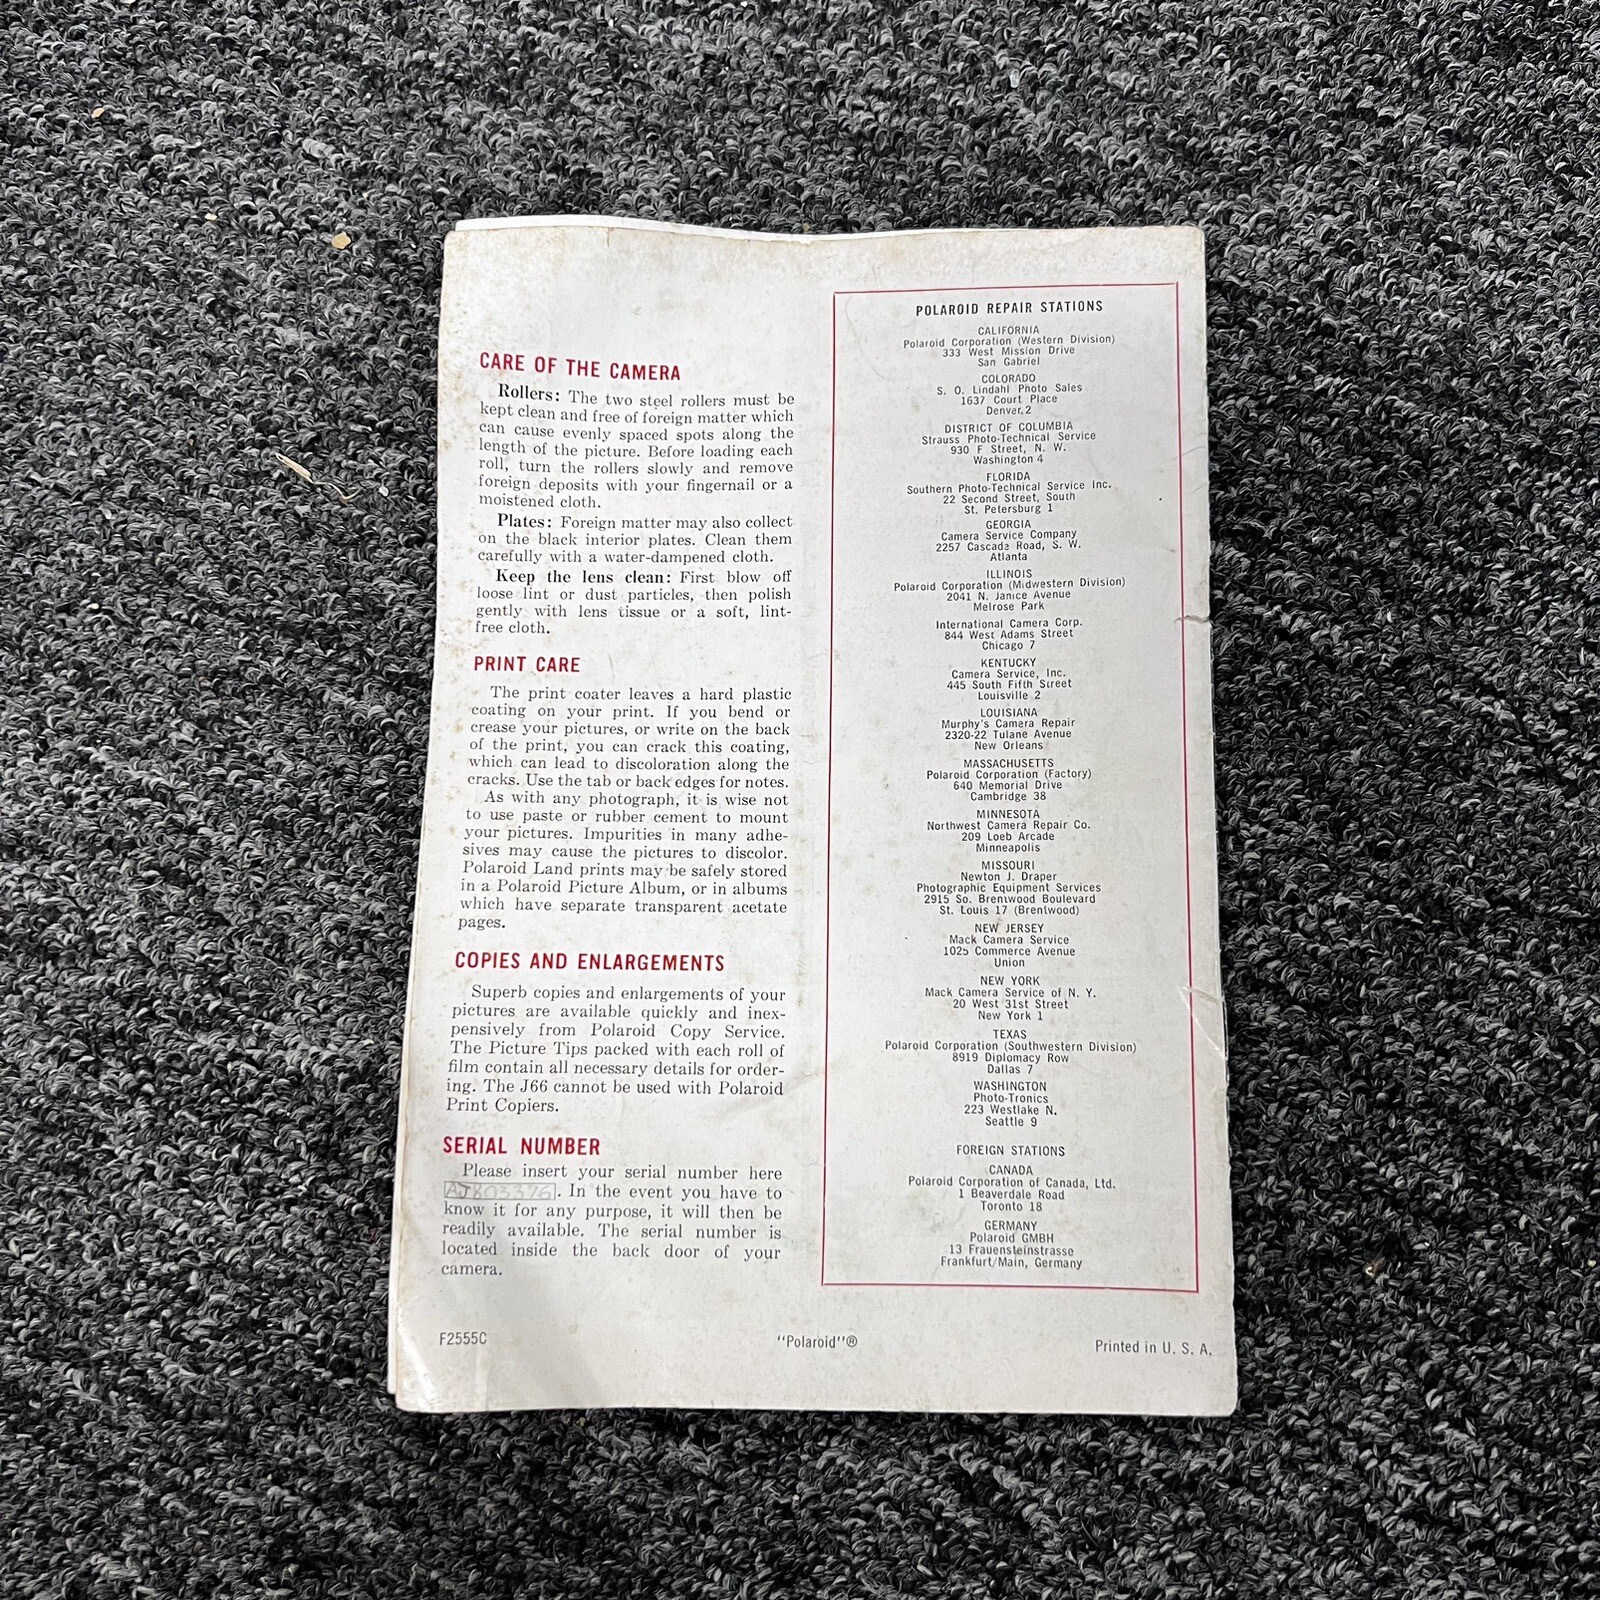 CARE OF THE CAMERA
Rollers: The two steel rollers must be
kept clean and free of foreign matter which
can cause evenly spaced spots along the
length of the picture. Before loading each
roll, turn the rollers slowly and remove
foreign deposits with your fingernail or a
moistened cloth.
Plates: Foreign matter may also collect
on the black interior plates. Clean them
carefully with a water-dampened cloth.
Keep the lens clean: First blow off
loose lint or dust particles, then polish
gently with lens tissue or a soft, lint-
free cloth.
PRINT CARE
The print coater leaves a hard plastic
coating on your print. If you bend or
crease your pictures, or write on the back
of the print, you can crack this coating,
which can lead to discoloration along the
cracks. Use the tab or back edges for notes.
As with any photograph, it is wise not
to use paste or rubber cement to mount
your pictures. Impurities in many adhe-
sives may cause the pictures to discolor.
Polaroid Land prints may be safely stored
in a Polaroid Picture Album, or in albums
which have separate transparent acetate
pages.
COPIES AND ENLARGEMENTS
Superb copies and enlargements of your
pictures are available quickly and inex-
pensively from Polaroid Copy Service.
The Picture Tips packed with each roll of
film contain all necessary details for order-
ing. The J66 cannot be used with Polaroid
Print Copiers.
SERIAL NUMBER
Please insert your serial number here
. In the event you have to
know it for any purpose, it will then be
readily available. The serial number is
located inside the back door of your
camera.
POLAROID REPAIR STATIONS
CALIFORNIA
Polaroid Corporation (Western Division)
333 West Mission Drive
San Gabriel
COLORADO
S. O. Lindahl Photo Sales
1637 Court Place
Denver 2
DISTRICT OF COLUMBIA
Strauss Photo-Technical Service
930 F Street, N. W.
Washington 4
FLORIDA
Southern Photo-Technical Service Inc.
22 Second Street, South
St. Petersburg 1
GEORGIA
Camera Service Company
2257 Cascade Road, S. W.
Atlanta
ILLINOIS
Polaroid Corporation (Midwestern Division)
2041 N. Janice Avenue
Melrose Park
International Camera Corp.
844 West Adams Street
Chicago 7
KENTUCKY
Camera Service, Inc.
445 South Fifth Street
Louisville 2
LOUISIANA
Murphy's Camera Repair
2320-22 Tulane Avenue
New Orleans
MASSACHUSETTS
Polaroid Corporation (Factory)
640 Memorial Drive
Cambridge 38
MINNESOTA
Northwest Camera Repair Co.
209 Loeb Arcade
Minneapolis
MISSOURI
Newton J. Draper
Photographic Equipment Services
2915 So. Brentwood Boulevard
St. Louis 17 (Brentwood)
NEW JERSEY
Mack Camera Service
1025 Commerce Avenue
Union
NEW YORK
Mack Camera Service of N. Y.
20 West 31st Street
New York 1
TEXAS
Polaroid Corporation (Southwestern Division)
8919 Diplomacy Row
Dallas 7
WASHINGTON
Photo-Tronics
223 Westlake N.
Seattle 9
FOREIGN STATIONS
CANADA
Polaroid Corporation of Canada, Ltd.
1 Beaverdale Road
Toronto 18
GERMANY
Polaroid GMBH
13 Frauensteinstrasse
Frankfurt/Main, Germany
F2555C
"Polaroid"®
Printed in U. S. A.